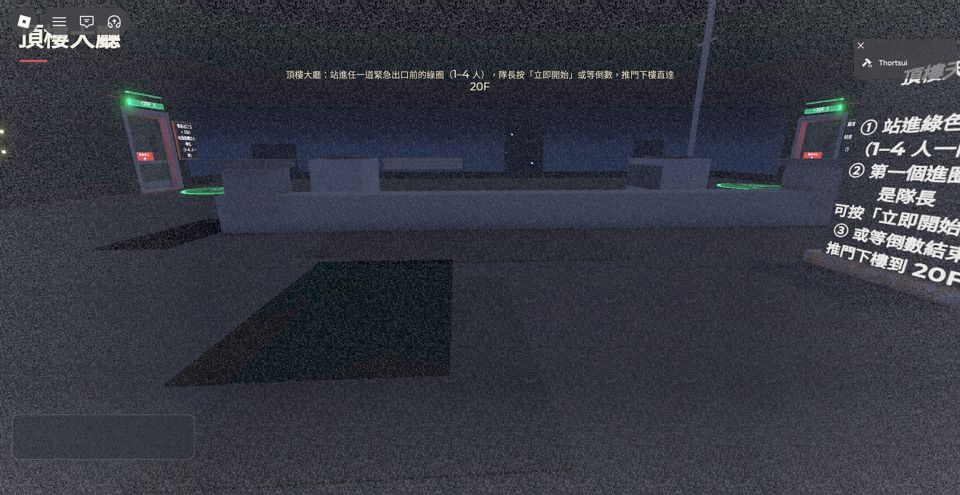 頂樓大廳
頂樓大廳：站進任一道緊急出口前的綠圈（1–4 人），隊長按「立即開始」或等倒數，推門下樓直達
20F
Thortsui
頂樓天
① 站進綠色
（1–4 人一
② 第一個進圈
是隊長
可按「立即開始
③ 或等倒數結束
推門下樓到 20F